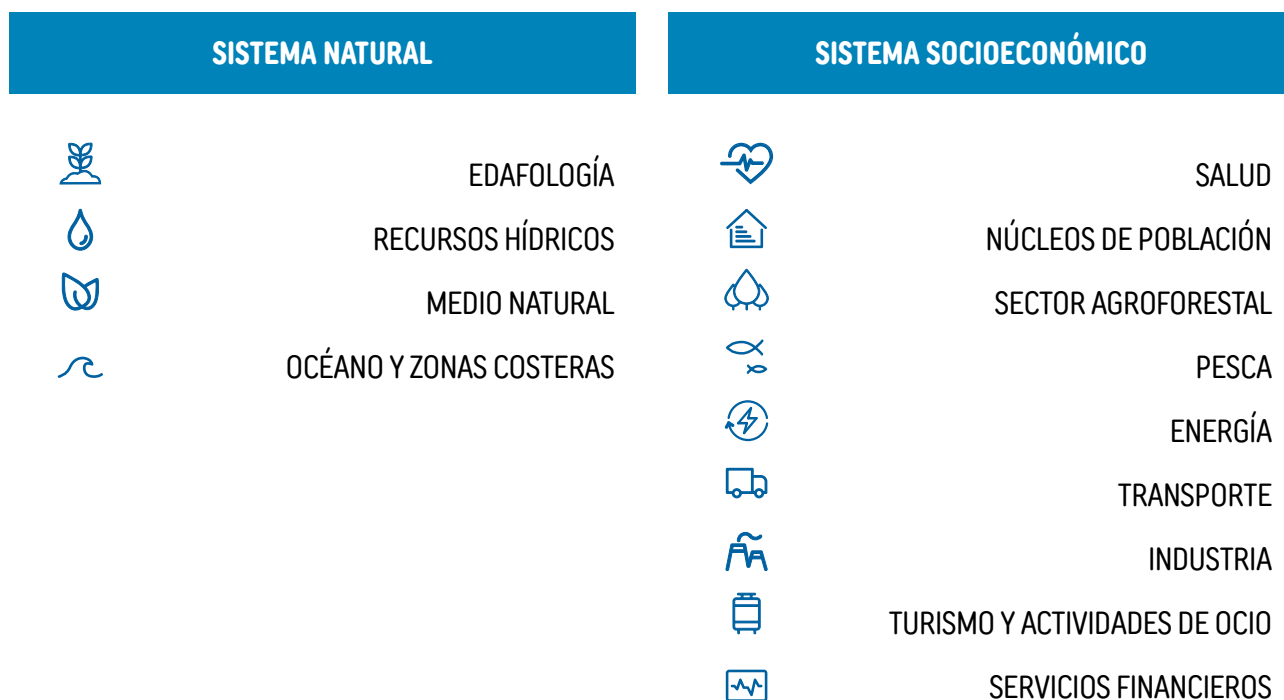 SISTEMA NATURAL
EDAFOLOGÍA
RECURSOS HÍDRICOS
MEDIO NATURAL
OCÉANO Y ZONAS COSTERAS
SISTEMA SOCIOECONÓMICO
SALUD
NÚCLEOS DE POBLACIÓN
SECTOR AGROFORESTAL
PESCA
ENERGÍA
TRANSPORTE
INDUSTRIA
TURISMO Y ACTIVIDADES DE OCIO
SERVICIOS FINANCIEROS